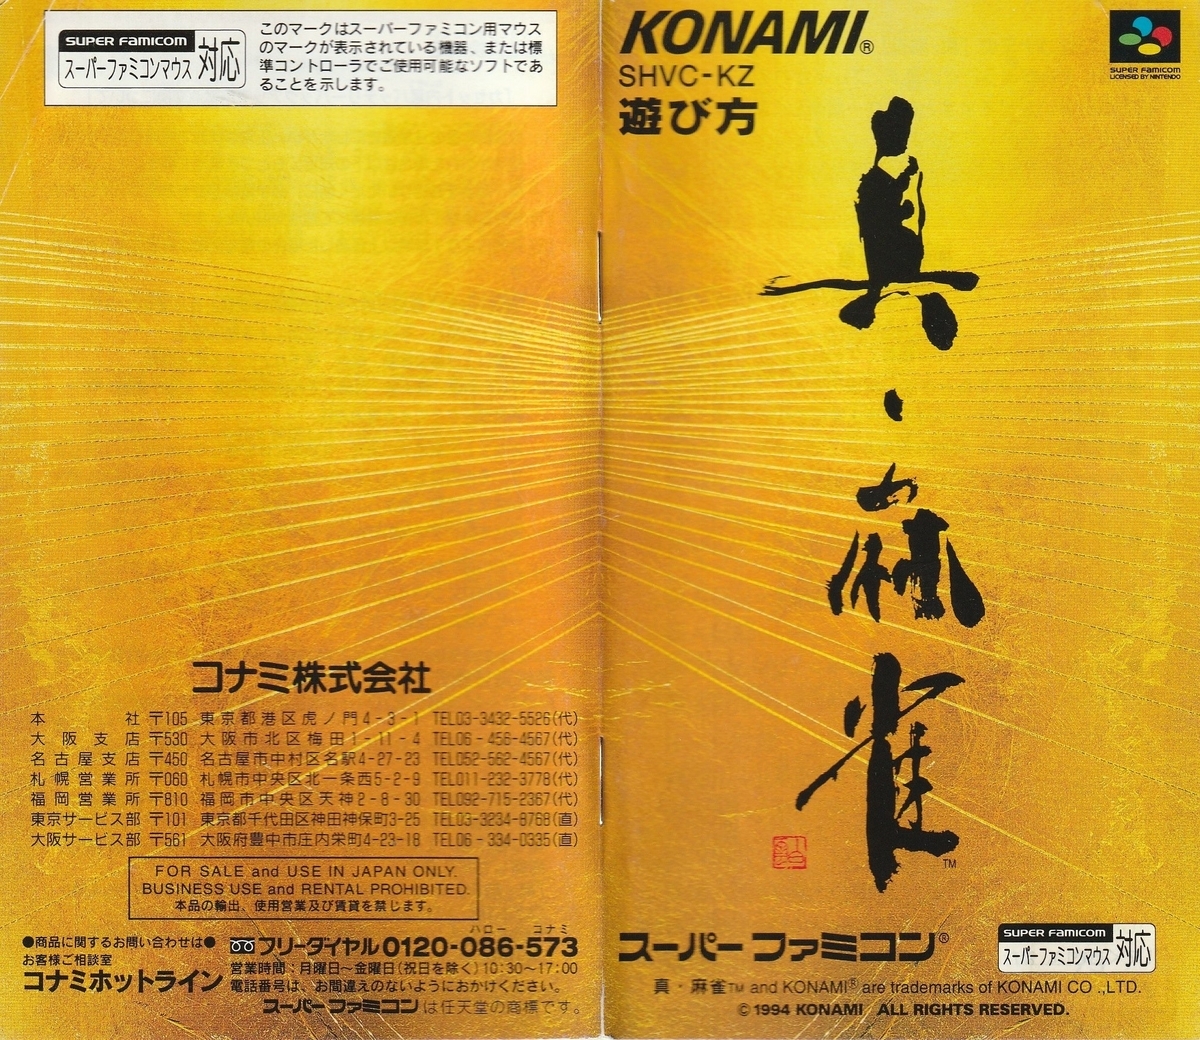 SUPER FAMICOM
スーパーファミコンマウス 対応
このマークはスーパーファミコン用マウス
のマークが表示されている機器、または標
準コントローラでご使用可能なソフトであ
ることを示します。
コナミ株式会社
本社 〒105 東京都港区虎ノ門4-3-1 TEL03-3432-5526(代)
大阪支店 〒530 大阪市北区梅田1-11-4 TEL06-456-4567(代)
名古屋支店 〒450 名古屋市中村区名駅4-27-23 TEL052-562-4567(代)
札幌営業所 〒060 札幌市中央区北一条西5-2-9 TEL011-232-3778(代)
福岡営業所 〒810 福岡市中央区天神2-8-30 TEL092-715-2367(代)
東京サービス部 〒101 東京都千代田区神田神保町3-25 TEL03-3234-8768(直)
大阪サービス部 〒561 大阪府豊中市庄内栄町4-23-18 TEL06-334-0335(直)
FOR SALE and USE IN JAPAN ONLY.
BUSINESS USE and RENTAL PROHIBITED.
本品の輸出、使用営業及び賃貸を禁じます。
●商品に関するお問い合わせは●
お客様ご相談室
コナミホットライン
ハロー コナミ
フリーダイヤル0120-086-573
営業時間：月曜日〜金曜日(祝日を除く)10:30〜17:00
電話番号は、お間違えのないようにおかけください。
スーパーファミコンは任天堂の商標です。
KONAMI®
SHVC-KZ
遊び方
SUPER FAMICOM
LICENSED BY NINTENDO
真・麻雀
TM
スーパーファミコン®
SUPER FAMICOM
スーパーファミコンマウス 対応
真・麻雀TM and KONAMI® are trademarks of KONAMI CO.,LTD.
©1994 KONAMI ALL RIGHTS RESERVED.